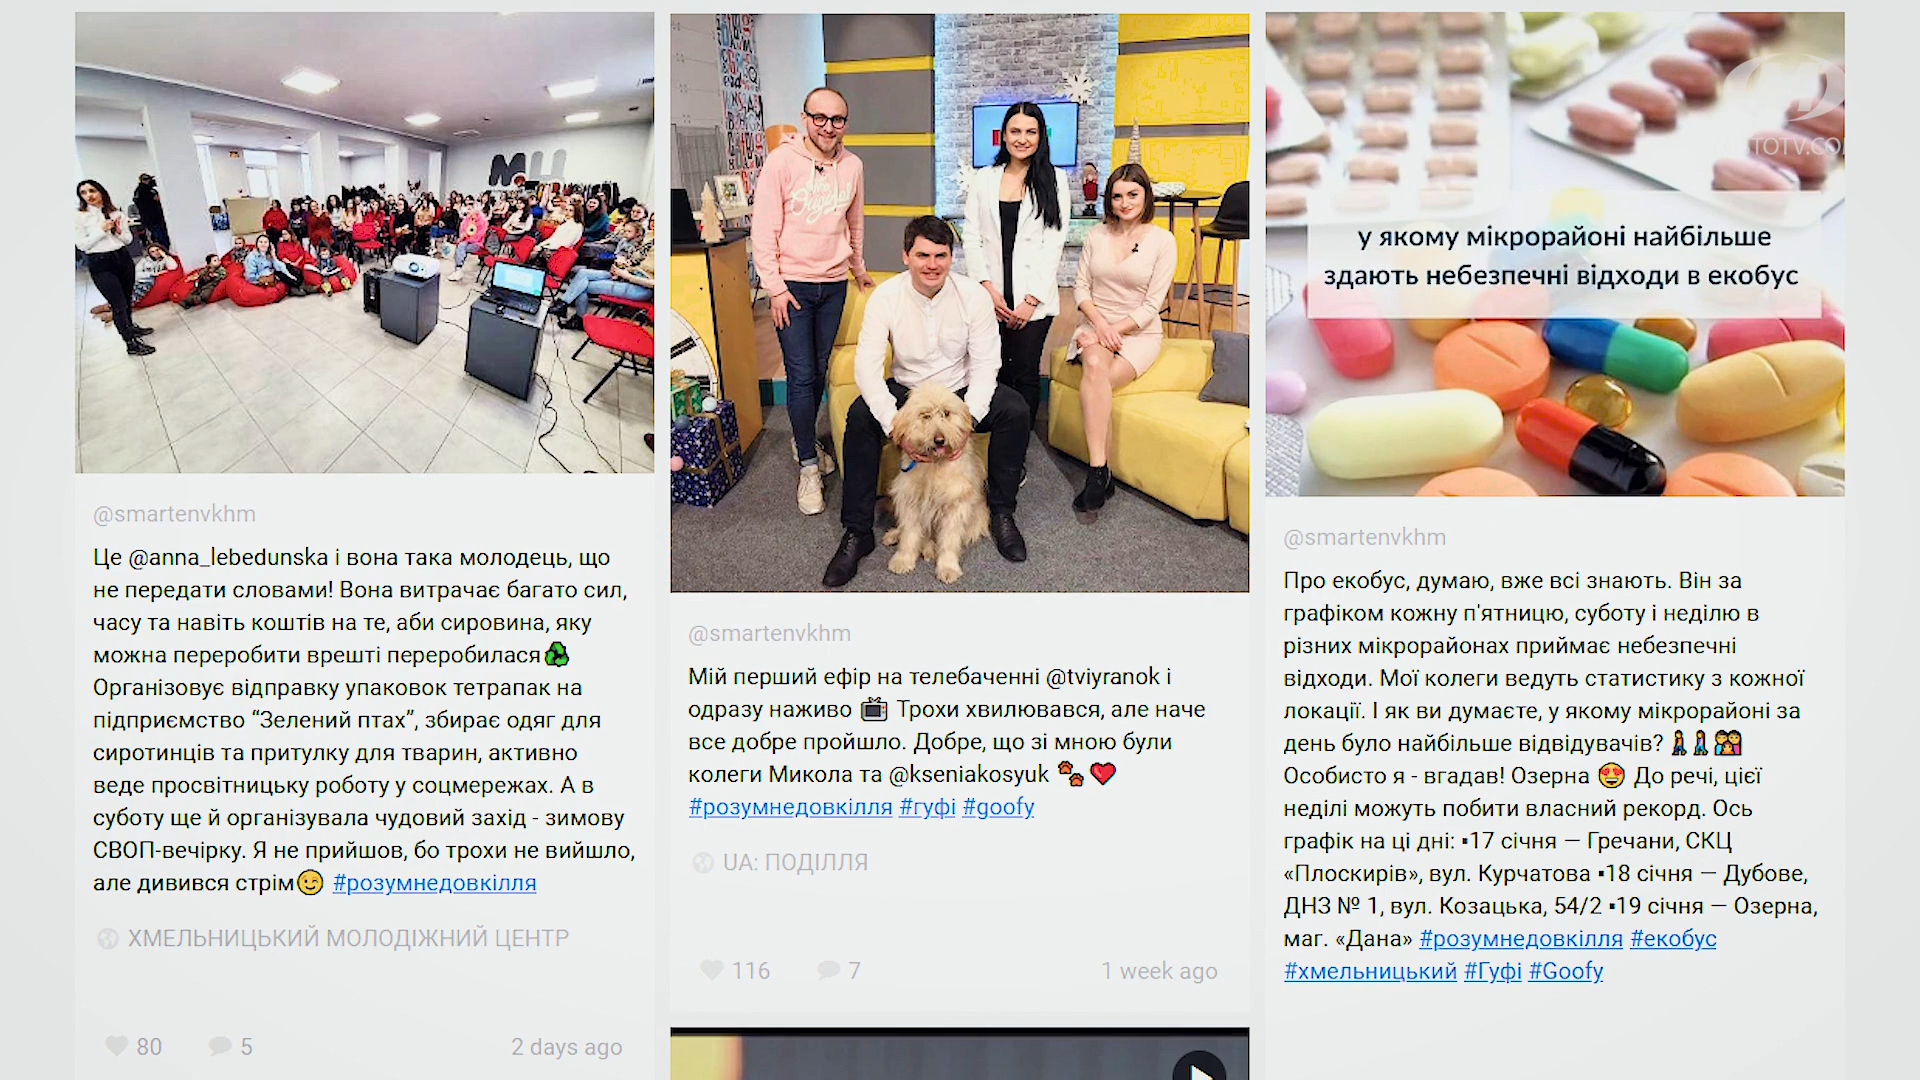 @smartenvkhm
Це @anna_lebedunska і вона така молодець, що
не передати словами! Вона витрачає багато сил,
часу та навіть коштів на те, аби сировина, яку
можна переробити врешті переробилася
Організовує відправку упаковок тетрапак на
підприємство “Зелений птах”, збирає одяг для
сиротинців та притулку для тварин, активно
веде просвітницьку роботу у соцмережах. А в
суботу ще й організувала чудовий захід - зимову
СВОП-вечірку. Я не прийшов, бо трохи не вийшло,
але дивився стрім #розумнедовкілля
ХМЕЛЬНИЦЬКИЙ МОЛОДІЖНИЙ ЦЕНТР
80 5 2 days ago
@smartenvkhm
Мій перший ефір на телебаченні @tviyranok і
одразу наживо Трохи хвилювався, але наче
все добре пройшло. Добре, що зі мною були
колеги Микола та @kseniakosyuk
#розумнедовкілля #гуфі #goofy
UA: ПОДІЛЛЯ
116 7 1 week ago
у якому мікрорайоні найбільше
здають небезпечні відходи в екобус
@smartenvkhm
Про екобус, думаю, вже всі знають. Він за
графіком кожну п'ятницю, суботу і неділю в
різних мікрорайонах приймає небезпечні
відходи. Мої колеги ведуть статистику з кожної
локації. І як ви думаєте, у якому мікрорайоні за
день було найбільше відвідувачів?
Особисто я - вгадав! Озерна До речі, цієї
неділі можуть побити власний рекорд. Ось
графік на ці дні: ▪17 січня — Гречани, СКЦ
«Плоскирів», вул. Курчатова ▪18 січня — Дубове,
ДНЗ № 1, вул. Козацька, 54/2 ▪19 січня — Озерна,
маг. «Дана» #розумнедовкілля #екобус
#хмельницький #Гуфі #Goofy